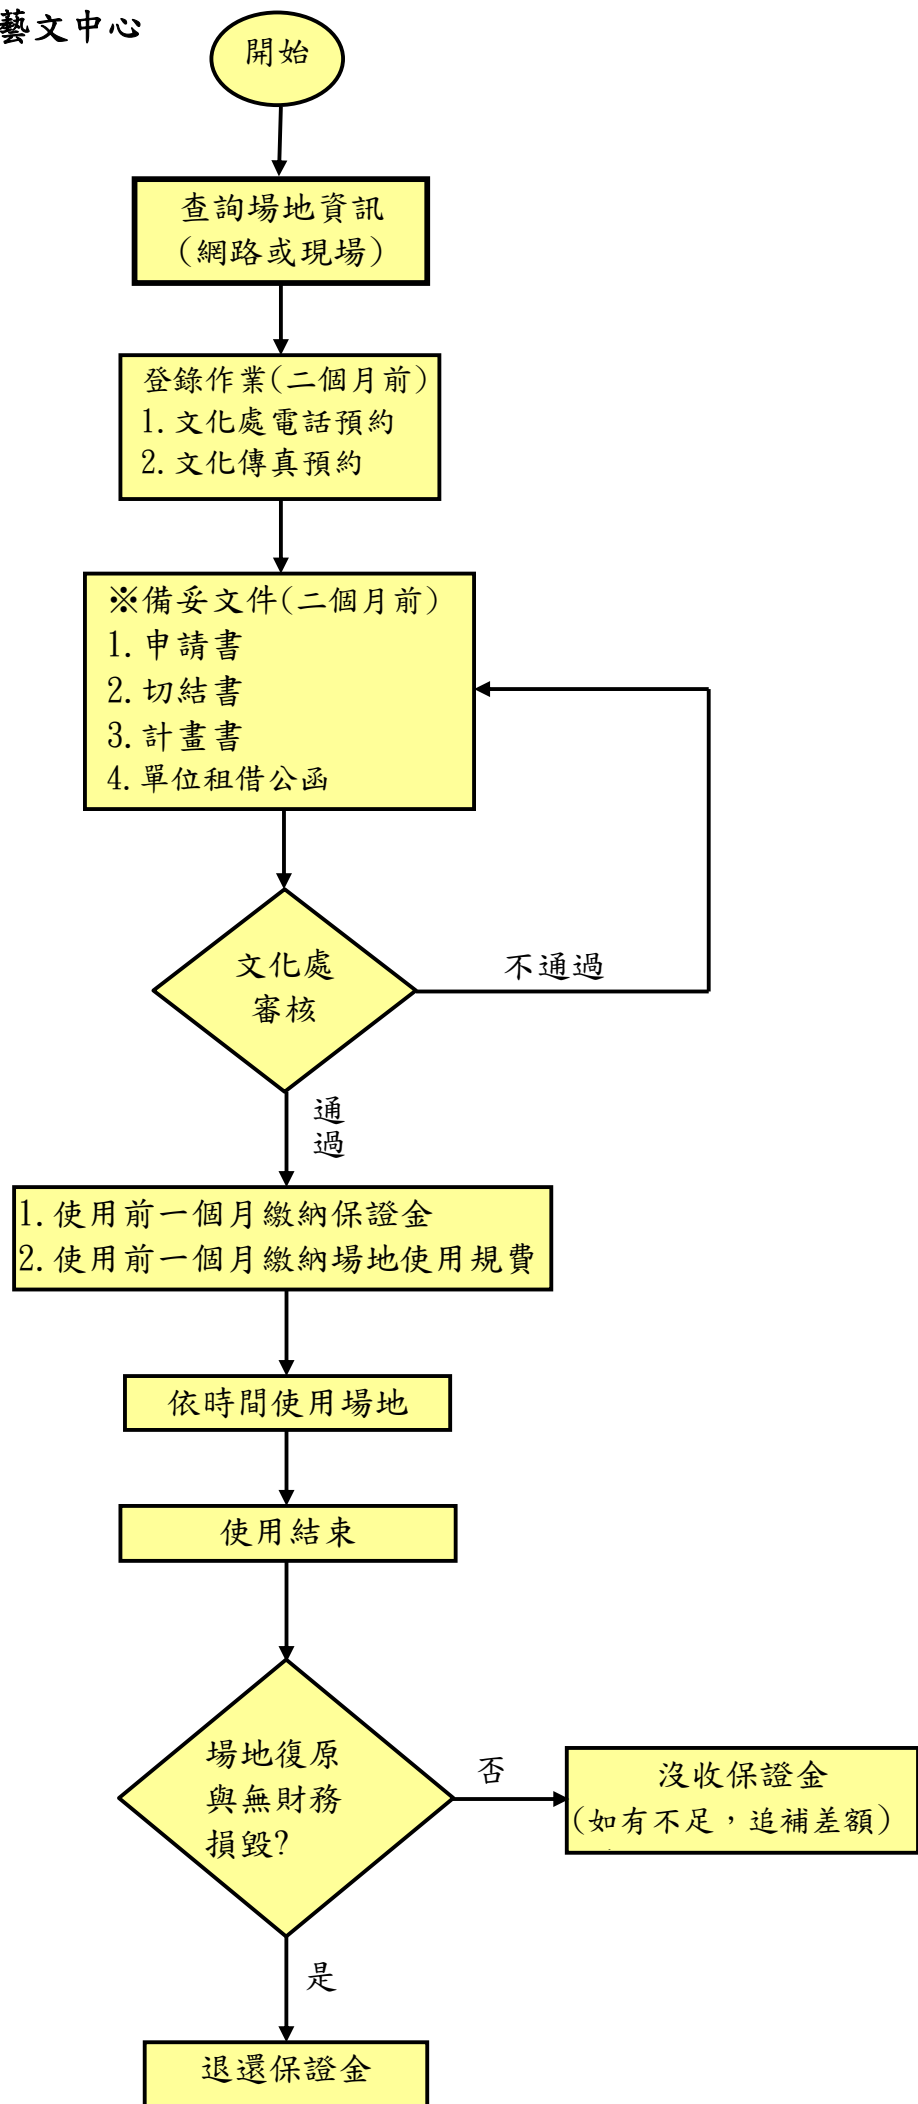 藝文中心
開始
查詢場地資訊
(網路或現場)
登錄作業(二個月前)
1.文化處電話預約
2.文化傳真預約
※備妥文件(二個月前)
1.申請書
2.切結書
3.計畫書
4.單位租借公函
文化處
審核
不通過
通
過
1.使用前一個月繳納保證金
2.使用前一個月繳納場地使用規費
依時間使用場地
使用結束
場地復原
與無財務
損毀?
否
沒收保證金
(如有不足，追補差額)
是
退還保證金